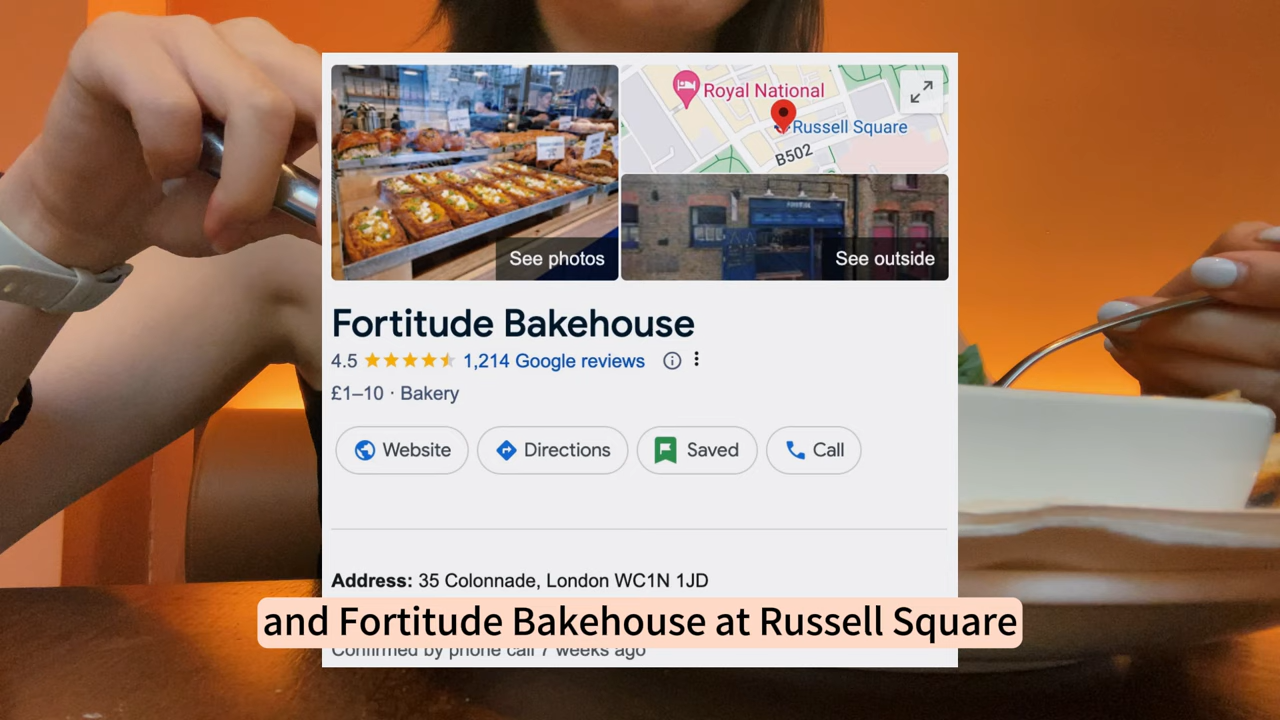 Royal National
Russell Square
B502
See photos
See outside
Fortitude Bakehouse
4.5 1,214 Google reviews
£1–10 · Bakery
Website Directions Saved Call
Address: 35 Colonnade, London WC1N 1JD
and Fortitude Bakehouse at Russell Square
Confirmed by phone call 7 weeks ago